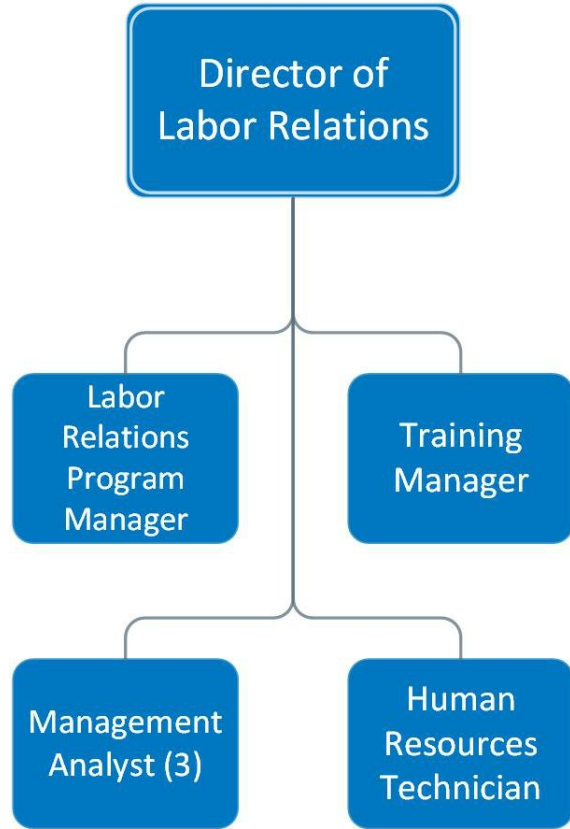 Director of
Labor Relations
Labor
Relations
Program
Manager
Training
Manager
Management
Analyst (3)
Human
Resources
Technician